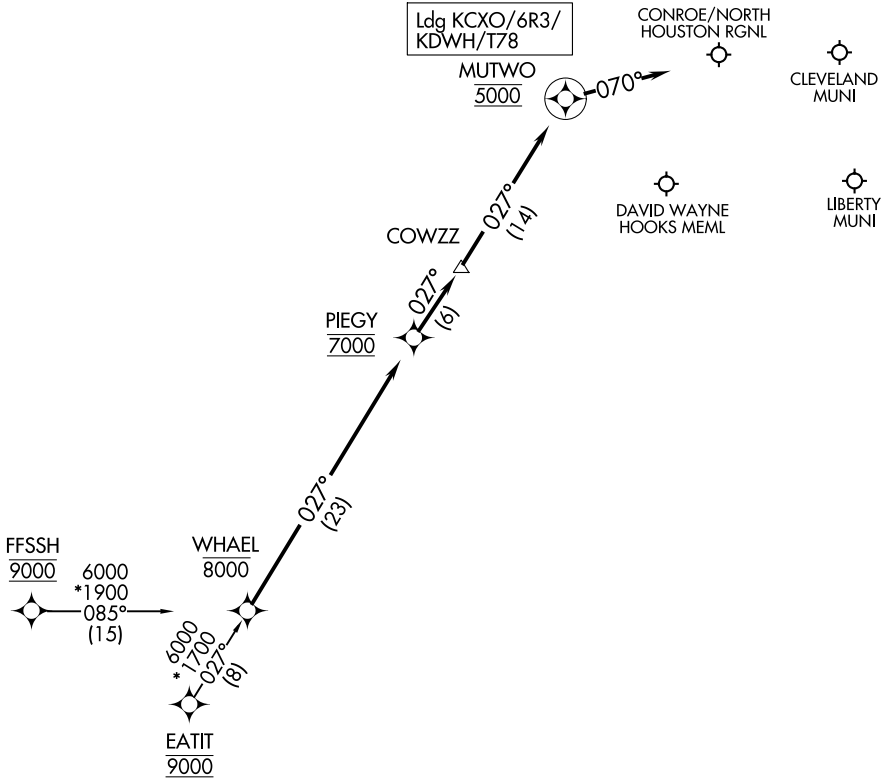 Ldg KCXO/6R3/
KDWH/T78
CONROE/NORTH
HOUSTON RGNL
MUTWO
5000
070°
CLEVELAND
MUNI
DAVID WAYNE
HOOKS MEML
LIBERTY
MUNI
027°
(14)
COWZZ
027°
(6)
PIEGY
7000
027°
(23)
FFSSH
9000
6000
*1900
085°
(15)
WHAEL
8000
6000
*1700
027°
(8)
EATIT
9000